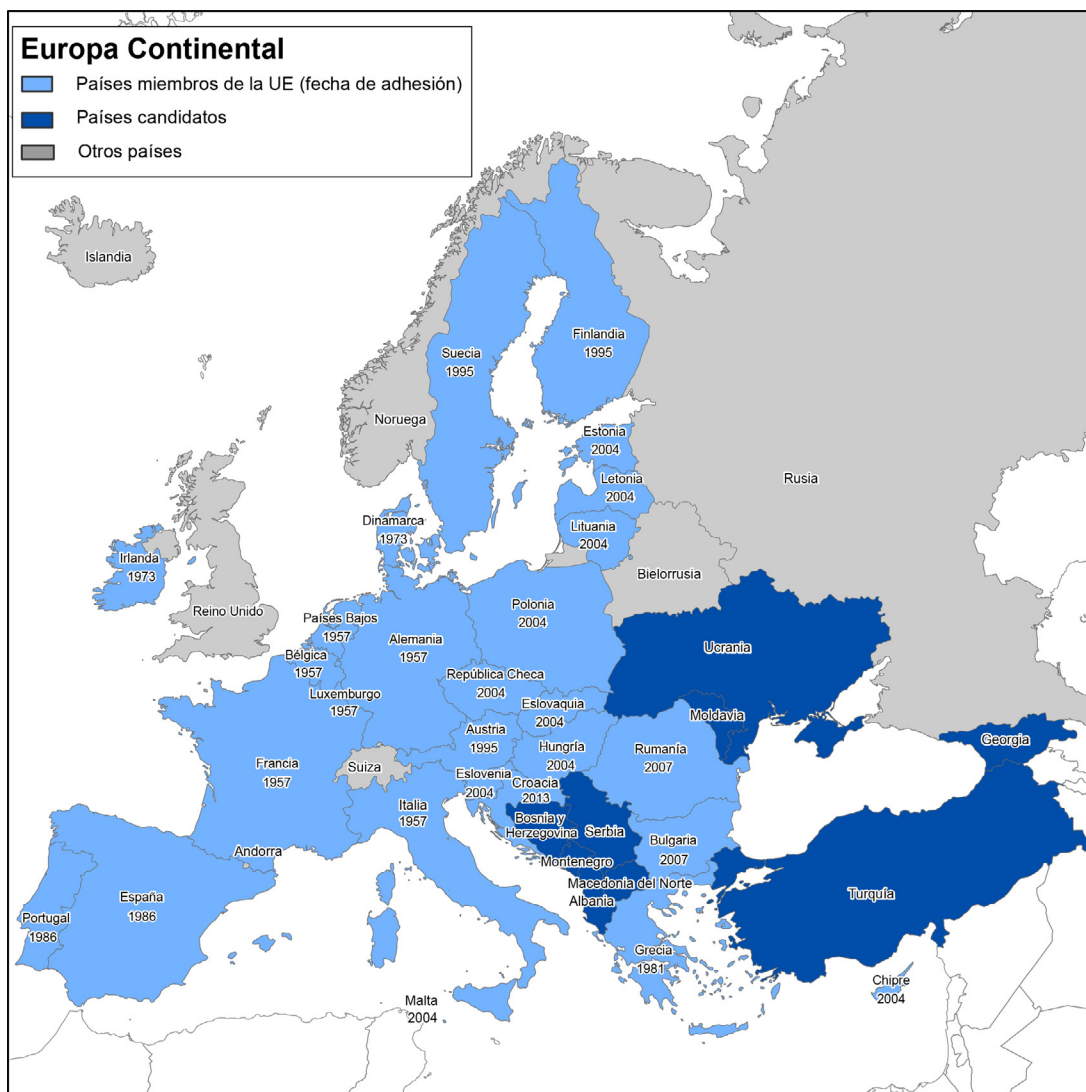 Europa Continental
Países miembros de la UE (fecha de adhesión)
Países candidatos
Otros países
Islandia
Finlandia
1995
Suecia
1995
Noruega
Estonia
2004
Rusia
Letonia
2004
Dinamarca
1973
Lituania
2004
Irlanda
1973
Bielorrusia
Reino Unido
Polonia
2004
Países Bajos
1957
Alemania
1957
Ucrania
Bélgica
1957
República Checa
2004
Luxemburgo
1957
Eslovaquia
2004
Moldavia
Austria
1995
Georgia
Hungría
2004
Rumanía
2007
Francia
1957
Suiza
Eslovenia
2004
Croacia
2013
Italia
1957
Bosnia y
Herzegovina
Serbia
Bulgaria
2007
Andorra
Montenegro
Macedonia del Norte
Albania
España
1986
Turquía
Portugal
1986
Grecia
1981
Chipre
2004
Malta
2004